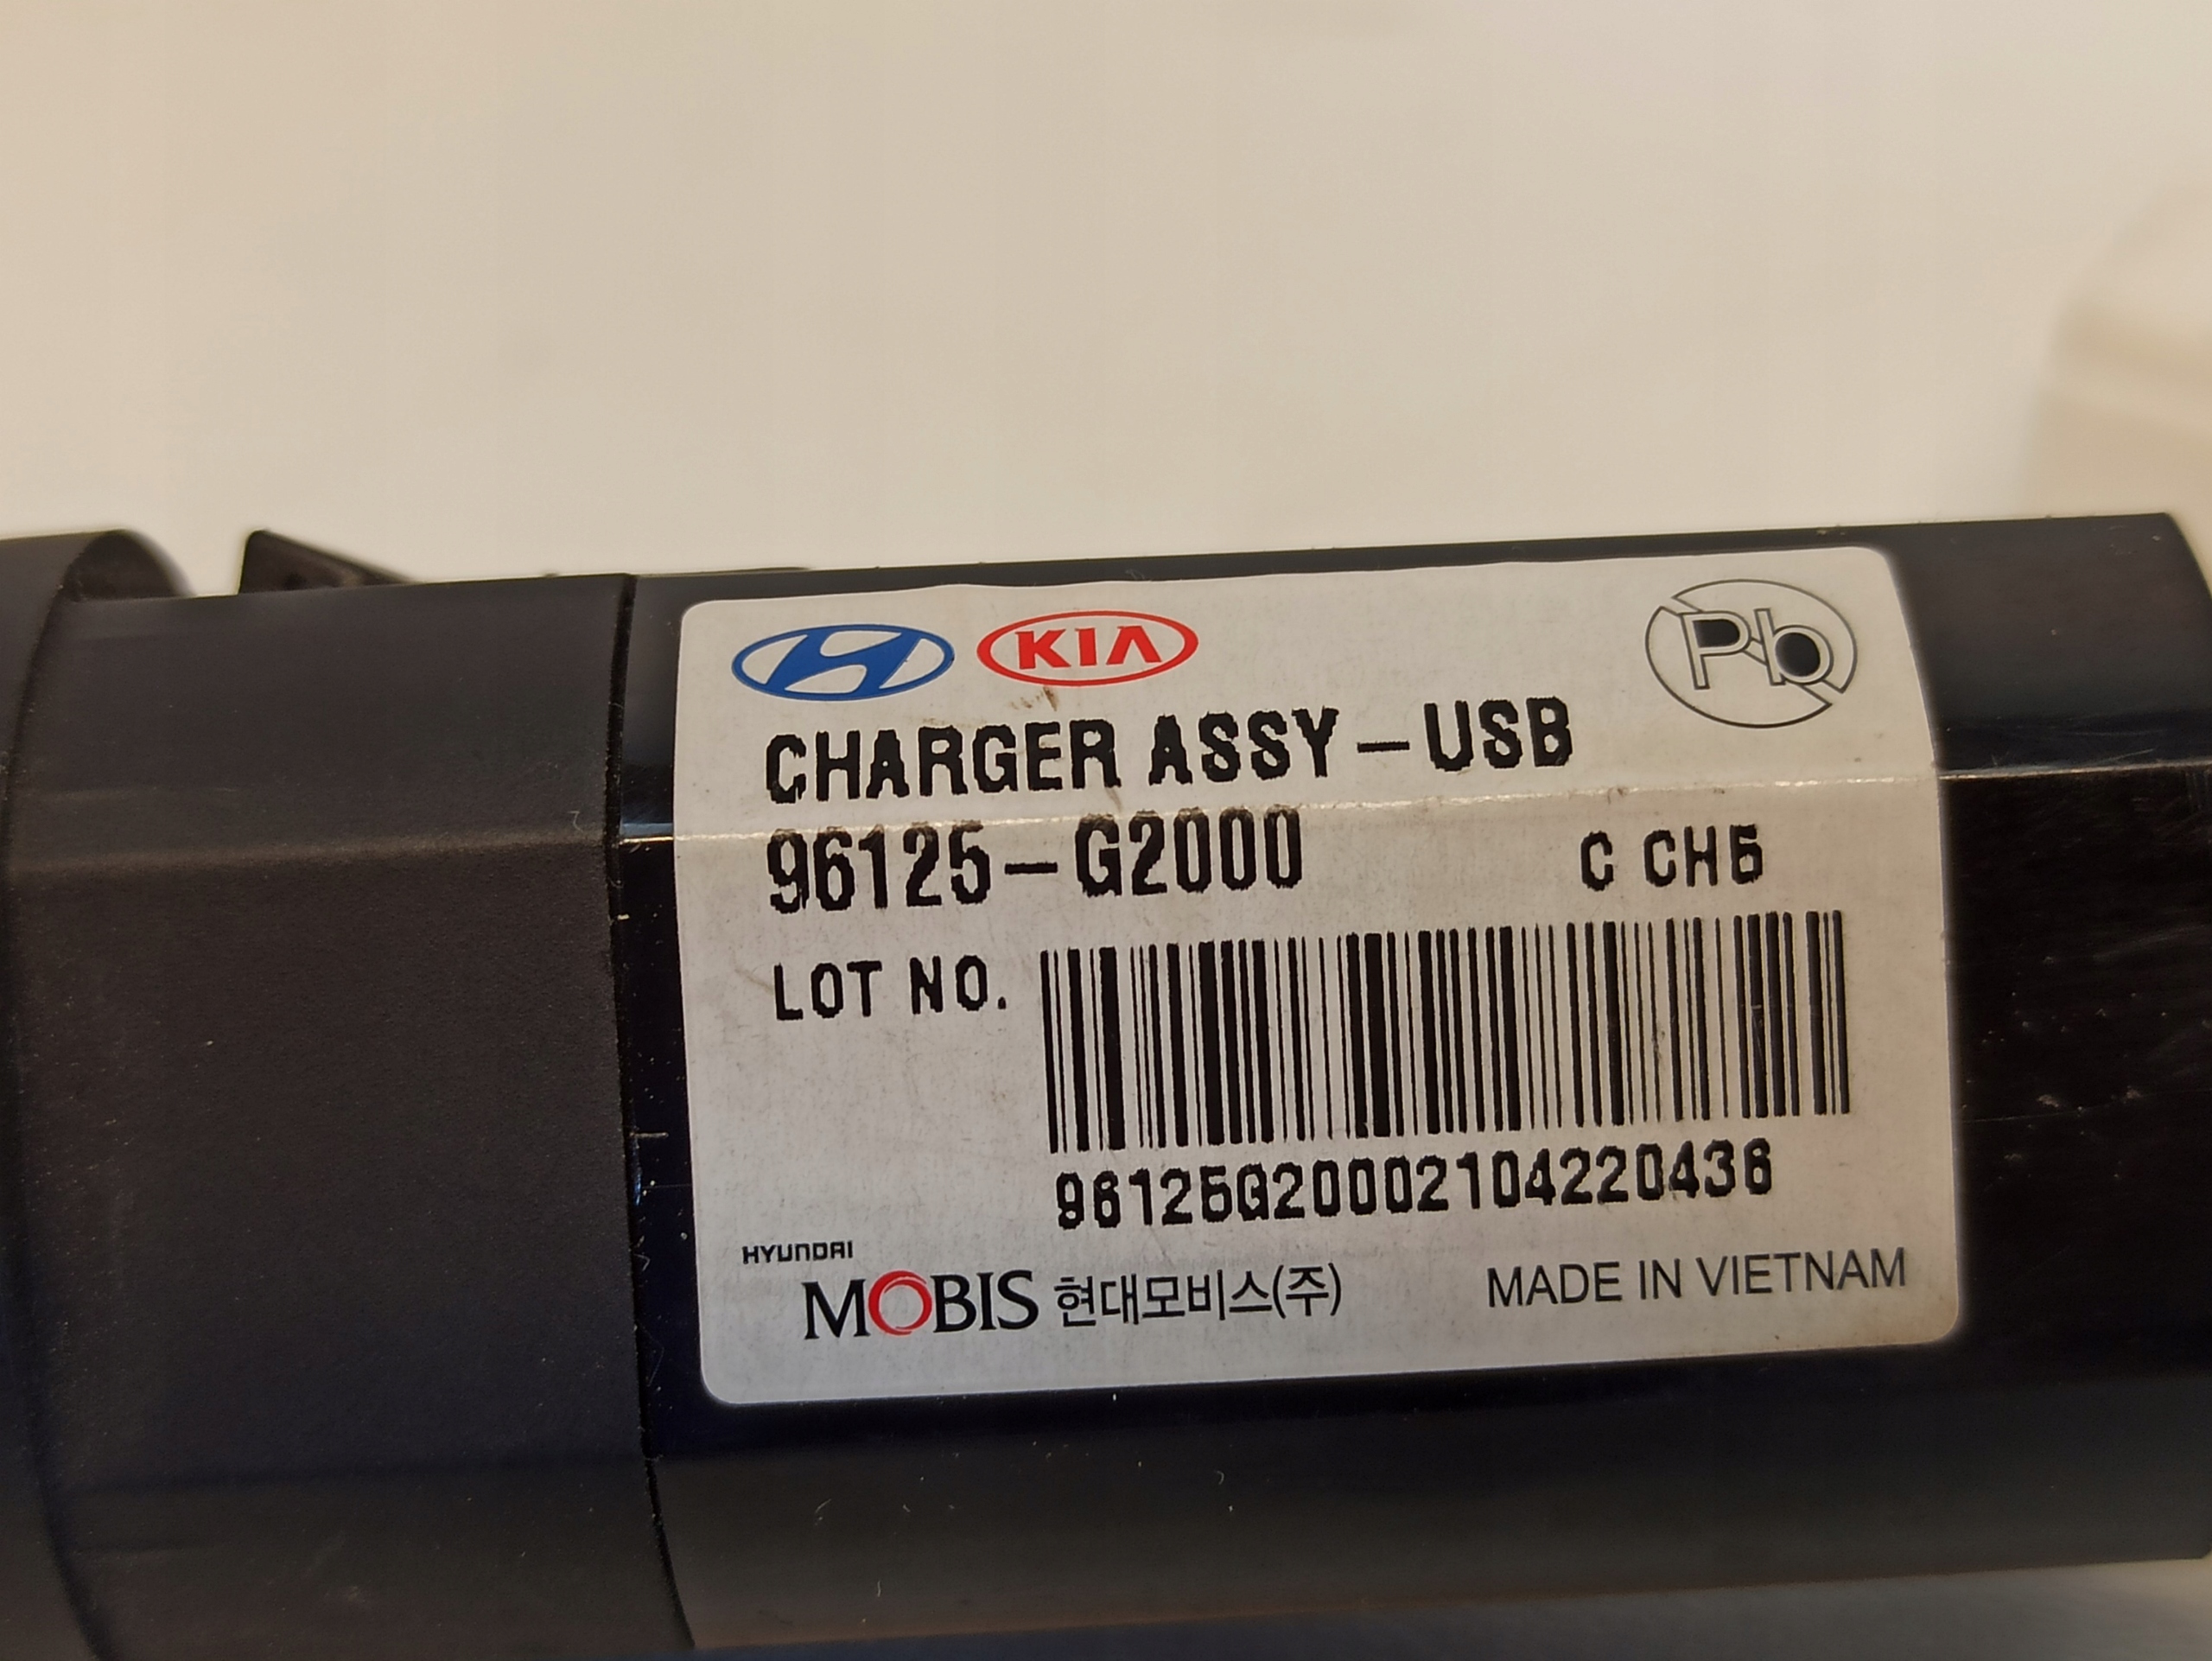 KIA
Pb
CHARGER ASSY-USB
96125-G2000 C CH5
LOT NO.
96125G20002104220436
HYUNDAI
MOBIS 현대모비스(주) MADE IN VIETNAM